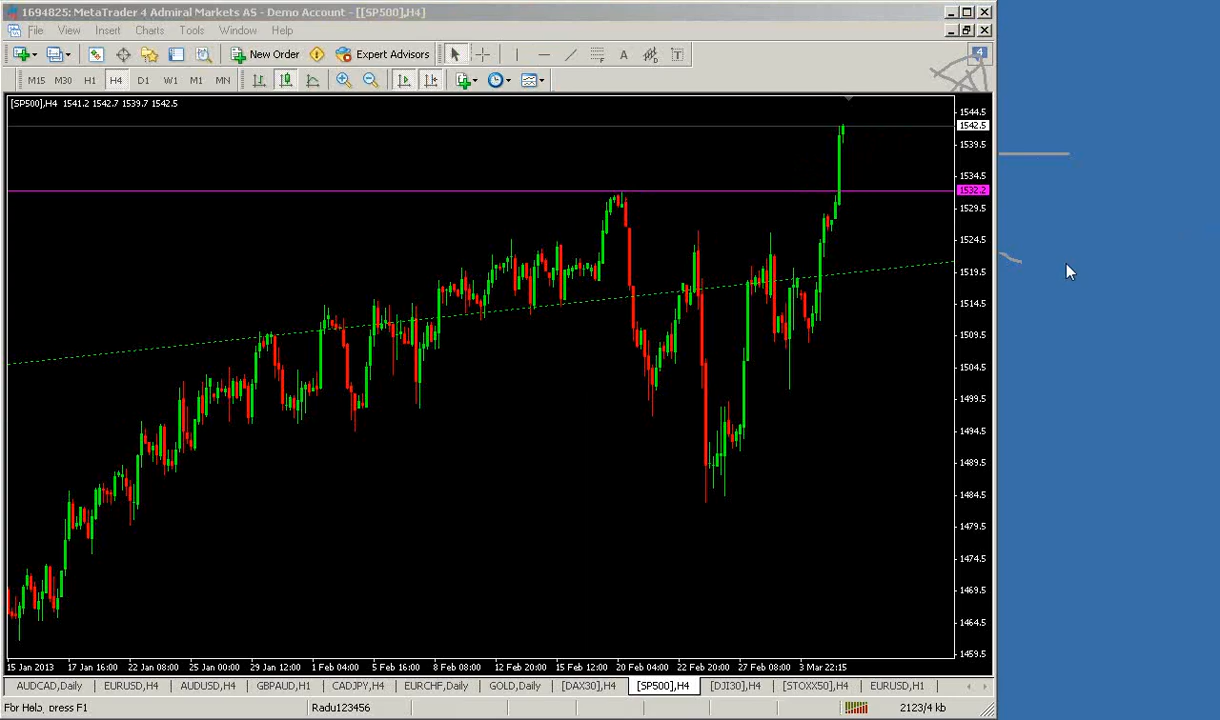 1694825: MetaTrader 4 Admiral Markets AS - Demo Account - [[SP500],H4]
File View Insert Charts Tools Window Help
New Order Expert Advisors A T 4
M15 M30 H1 H4 D1 W1 M1 MN
[SP500],H4 1541.2 1542.7 1539.7 1542.5
1544.5
1542.5
1539.5
1534.5
1532.2
1529.5
1524.5
1519.5
1514.5
1509.5
1504.5
1499.5
1494.5
1489.5
1484.5
1479.5
1474.5
1469.5
1464.5
1459.5
15 Jan 2013 17 Jan 16:00 22 Jan 08:00 25 Jan 00:00 29 Jan 12:00 1 Feb 04:00 5 Feb 16:00 8 Feb 08:00 12 Feb 20:00 15 Feb 12:00 20 Feb 04:00 22 Feb 20:00 27 Feb 08:00 3 Mar 22:15
AUDCAD,Daily EURUSD,H4 AUDUSD,H4 GBPAUD,H1 CADJPY,H4 EURCHF,Daily GOLD,Daily [DAX30],H4 [SP500],H4 [DJI30],H4 [STOXX50],H4 EURUSD,H1
For Help, press F1 Radu123456 2123/4 kb